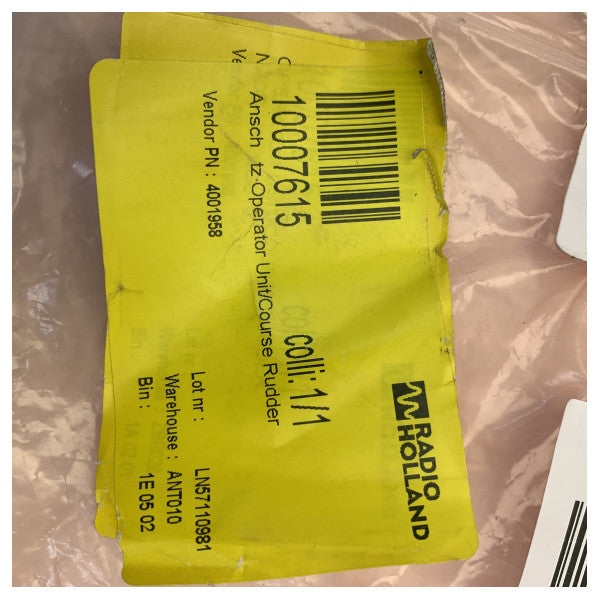 RADIO
HOLLAND
10007615
colli: 1/1
Ansch tz-Operator Unit/Course Rudder
Vendor PN : 4001958
Lot nr : LN57110981
Warehouse : ANT010
Bin : 1E 05 02